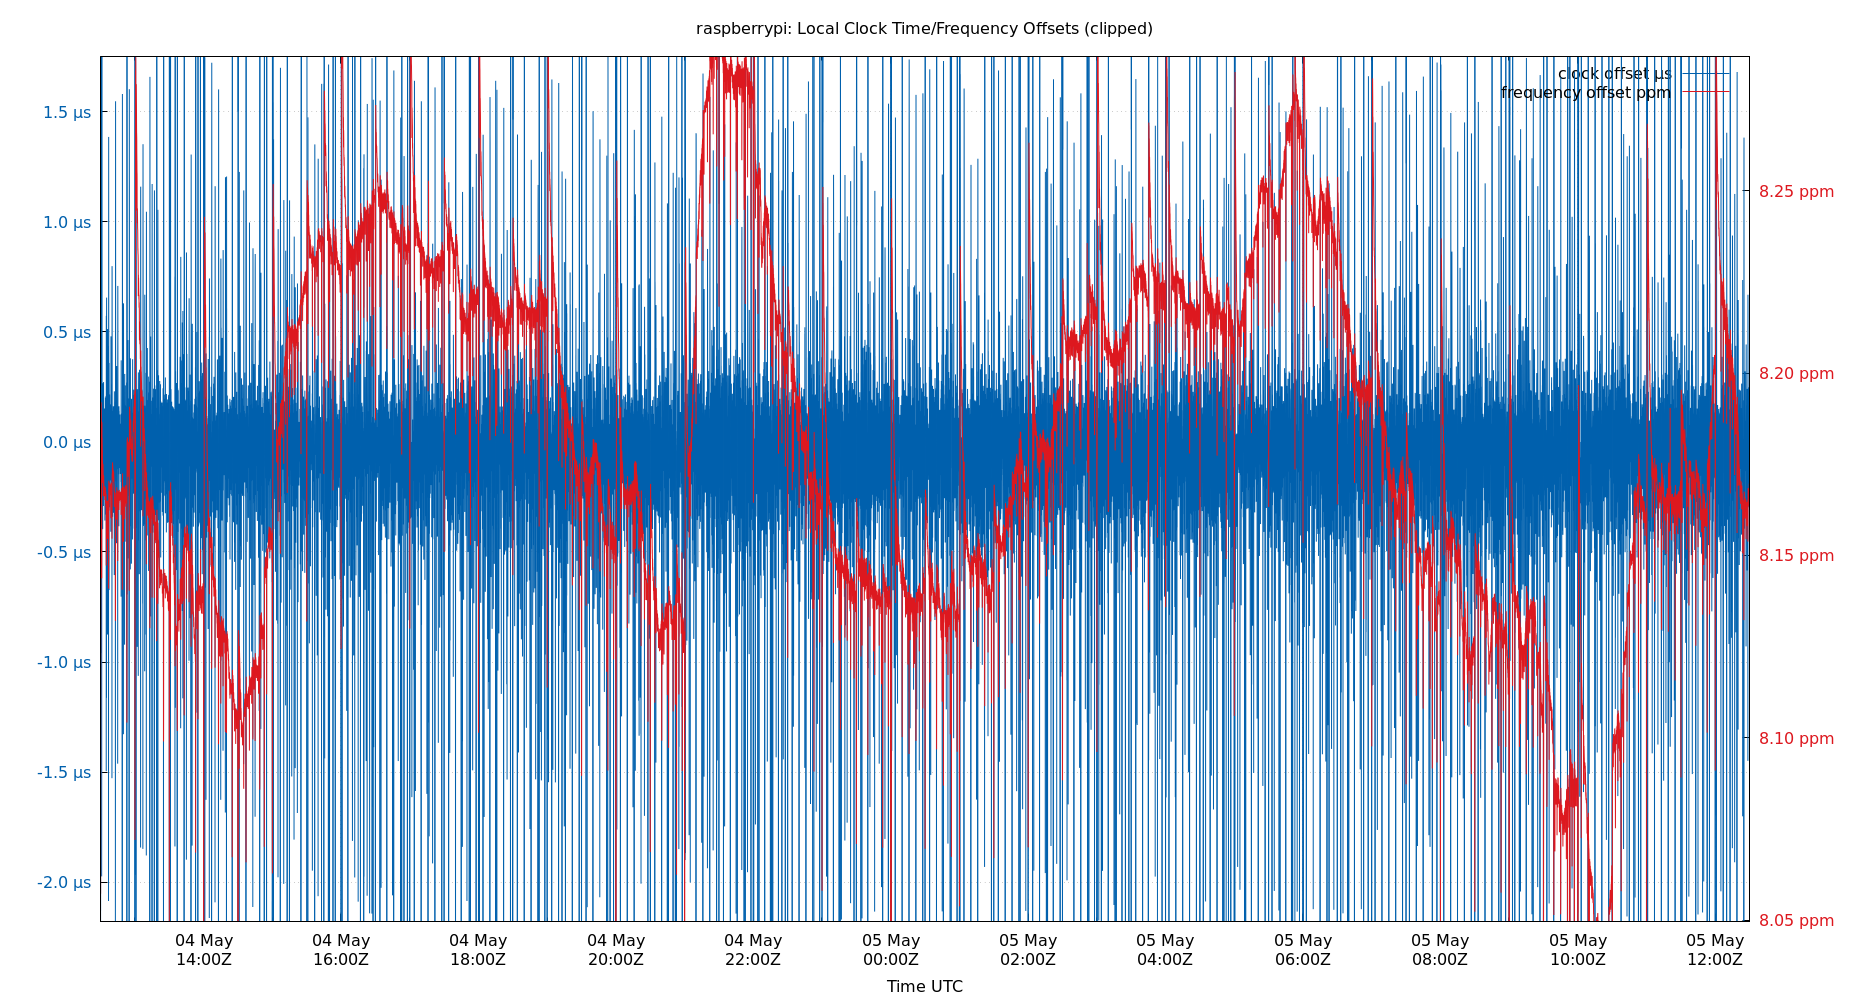 raspberrypi: Local Clock Time/Frequency Offsets (clipped)
clock offset µs
frequency offset ppm
1.5 µs
1.0 µs
0.5 µs
0.0 µs
-0.5 µs
-1.0 µs
-1.5 µs
-2.0 µs
8.25 ppm
8.20 ppm
8.15 ppm
8.10 ppm
8.05 ppm
04 May
14:00Z
04 May
16:00Z
04 May
18:00Z
04 May
20:00Z
04 May
22:00Z
05 May
00:00Z
05 May
02:00Z
05 May
04:00Z
05 May
06:00Z
05 May
08:00Z
05 May
10:00Z
05 May
12:00Z
Time UTC